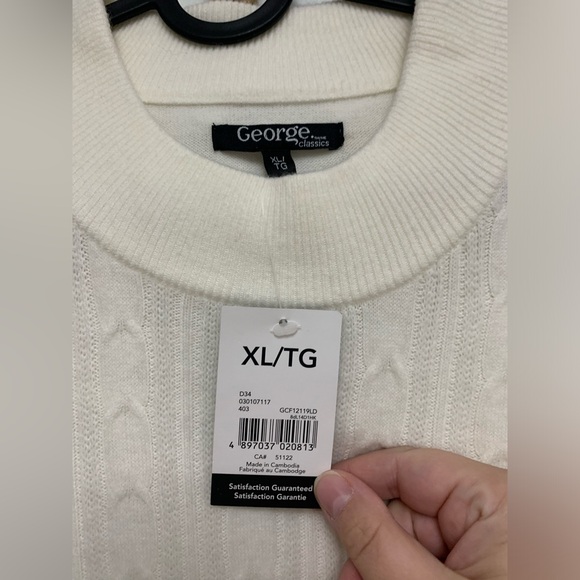 George.
classics
XL/
TG
XL/TG
D34
030107117
403 GCF12119LD
4 897037 020813
CA# 51122
Made in Cambodia
Fabriqué au Cambodge
Satisfaction Guaranteed
Satisfaction Garantie